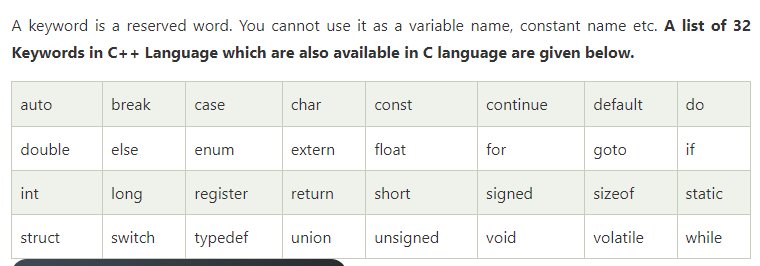 A keyword is a reserved word. You cannot use it as a variable name, constant name etc. A list of 32
Keywords in C++ Language which are also available in C language are given below.
auto break case char const continue default do
double else enum extern float for goto if
int long register return short signed sizeof static
struct switch typedef union unsigned void volatile while